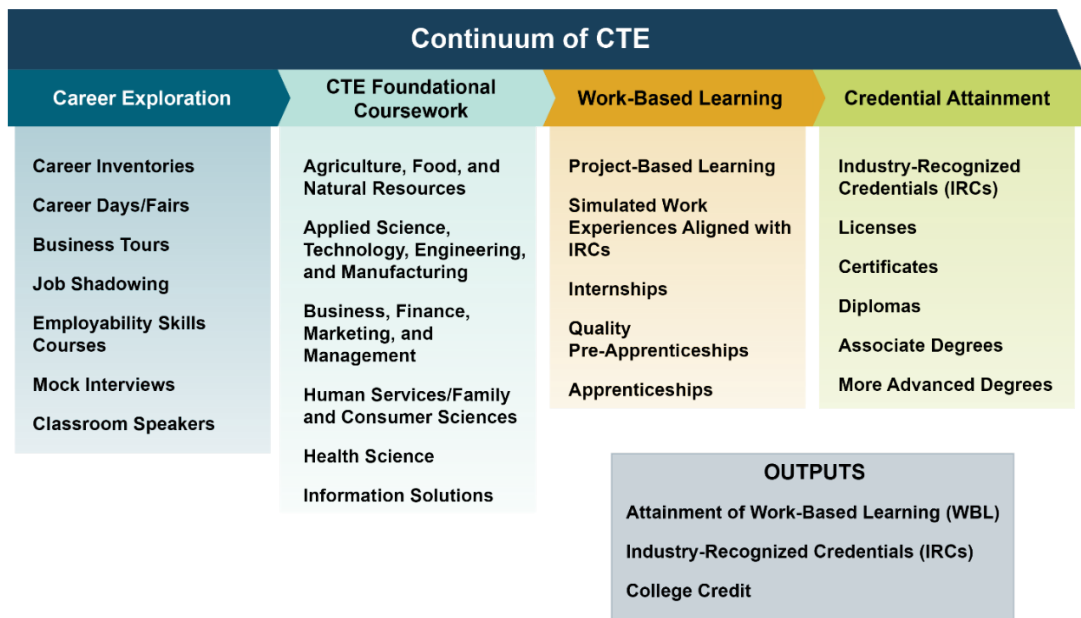 Continuum of CTE
Career Exploration
CTE Foundational
Coursework
Work-Based Learning
Credential Attainment
Career Inventories
Career Days/Fairs
Business Tours
Job Shadowing
Employability Skills
Courses
Mock Interviews
Classroom Speakers
Agriculture, Food, and
Natural Resources
Applied Science,
Technology, Engineering,
and Manufacturing
Business, Finance,
Marketing, and
Management
Human Services/Family
and Consumer Sciences
Health Science
Information Solutions
Project-Based Learning
Simulated Work
Experiences Aligned with
IRCs
Internships
Quality
Pre-Apprenticeships
Apprenticeships
Industry-Recognized
Credentials (IRCs)
Licenses
Certificates
Diplomas
Associate Degrees
More Advanced Degrees
OUTPUTS
Attainment of Work-Based Learning (WBL)
Industry-Recognized Credentials (IRCs)
College Credit